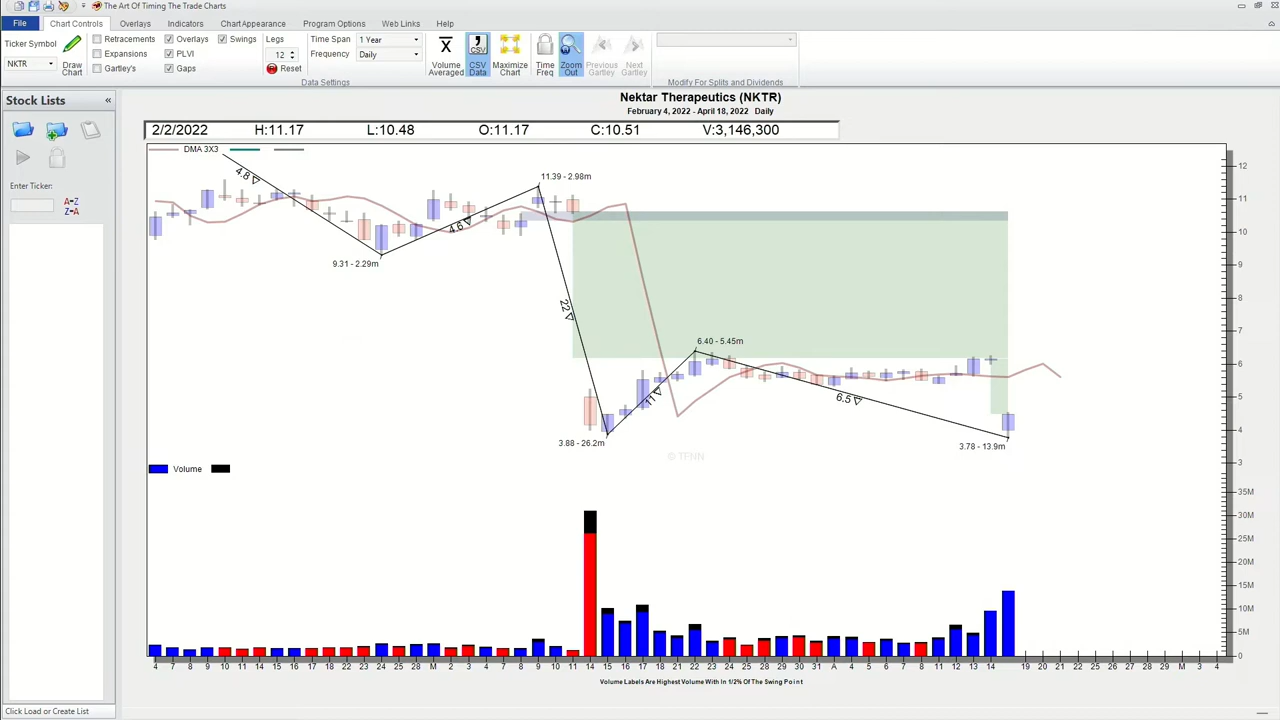 The Art Of Timing The Trade Charts
File Chart Controls Overlays Indicators Chart Appearance Program Options Web Links Help
Ticker Symbol
NKTR
Draw Chart
Retracements Overlays Swings
Expansions PLVI
Gartley's Gaps
Legs
12
Reset
Time Span 1 Year
Frequency Daily
Data Settings
Volume Averaged
CSV Data
Maximize Chart
Time Freq
Zoom Out
Previous Gartley
Next Gartley
Modify For Splits and Dividends
Stock Lists «
Enter Ticker:
A-Z
Z-A
Click Load or Create List
Nektar Therapeutics (NKTR)
February 4, 2022 - April 18, 2022 Daily
2/2/2022 H:11.17 L:10.48 O:11.17 C:10.51 V:3,146,300
DMA 3X3
4.8
11.39 - 2.98m
4.6
9.31 - 2.29m
22
6.40 - 5.45m
11
6.5
3.88 - 26.2m
3.78 - 13.9m
© TFNN
12
10
9
8
7
6
5
4
3
Volume
35M
30M
25M
20M
15M
10M
5M
0
4 7 8 9 10 11 14 15 16 17 18 22 23 24 25 28 M 2 3 4 7 8 9 10 11 14 15 16 17 18 21 22 23 24 25 28 29 30 31 A 4 5 6 7 8 11 12 13 14 19 20 21 22 25 26 27 28 29 M 3 4
Volume Labels Are Highest Volume With In 1/2% Of The Swing Point